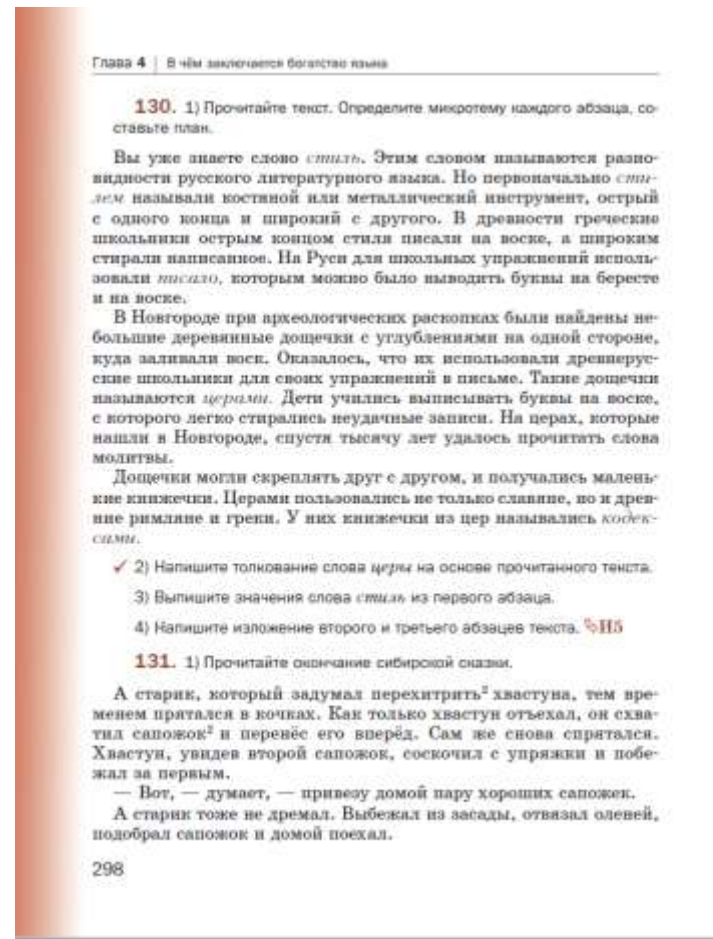 Глава 4 | В чём заключается богатство языка
130. 1) Прочитайте текст. Определите микротему каждого абзаца, со-
ставьте план.
Вы уже знаете слово стиль. Этим словом называются разно-
видности русского литературного языка. Но первоначально сти-
лем называли костяной или металлический инструмент, острый
с одного конца и широкий с другого. В древности греческие
школьники острым концом стиля писали на воске, а широким
стирали написанное. На Руси для школьных упражнений исполь-
зовали писало, которым можно было выводить буквы на бересте
и на воске.
В Новгороде при археологических раскопках были найдены не-
большие деревянные дощечки с углублениями на одной стороне,
куда заливали воск. Оказалось, что их использовали древнерус-
ские школьники для своих упражнений в письме. Такие дощечки
называются церами. Дети учились выписывать буквы на воске,
с которого легко стирались неудачные записи. На церах, которые
нашли в Новгороде, спустя тысячу лет удалось прочитать слова
молитвы.
Дощечки могли скреплять друг с другом, и получались малень-
кие книжечки. Церами пользовались не только славяне, но и древ-
ние римляне и греки. У них книжечки из цер назывались кодек-
сами.
✓ 2) Напишите толкование слова церы на основе прочитанного текста.
3) Выпишите значения слова стиль из первого абзаца.
4) Напишите изложение второго и третьего абзацев текста. И5
131. 1) Прочитайте окончание сибирской сказки.
А старик, который задумал перехитрить² хвастуна, тем вре-
менем прятался в кочках. Как только хвастун отъехал, он схва-
тил сапожок² и перенёс его вперёд. Сам же снова спрятался.
Хвастун, увидев второй сапожок, соскочил с упряжки и побе-
жал за первым.
— Вот, — думает, — привезу домой пару хороших сапожек.
А старик тоже не дремал. Выбежал из засады, отвязал оленей,
подобрал сапожок и домой поехал.
298